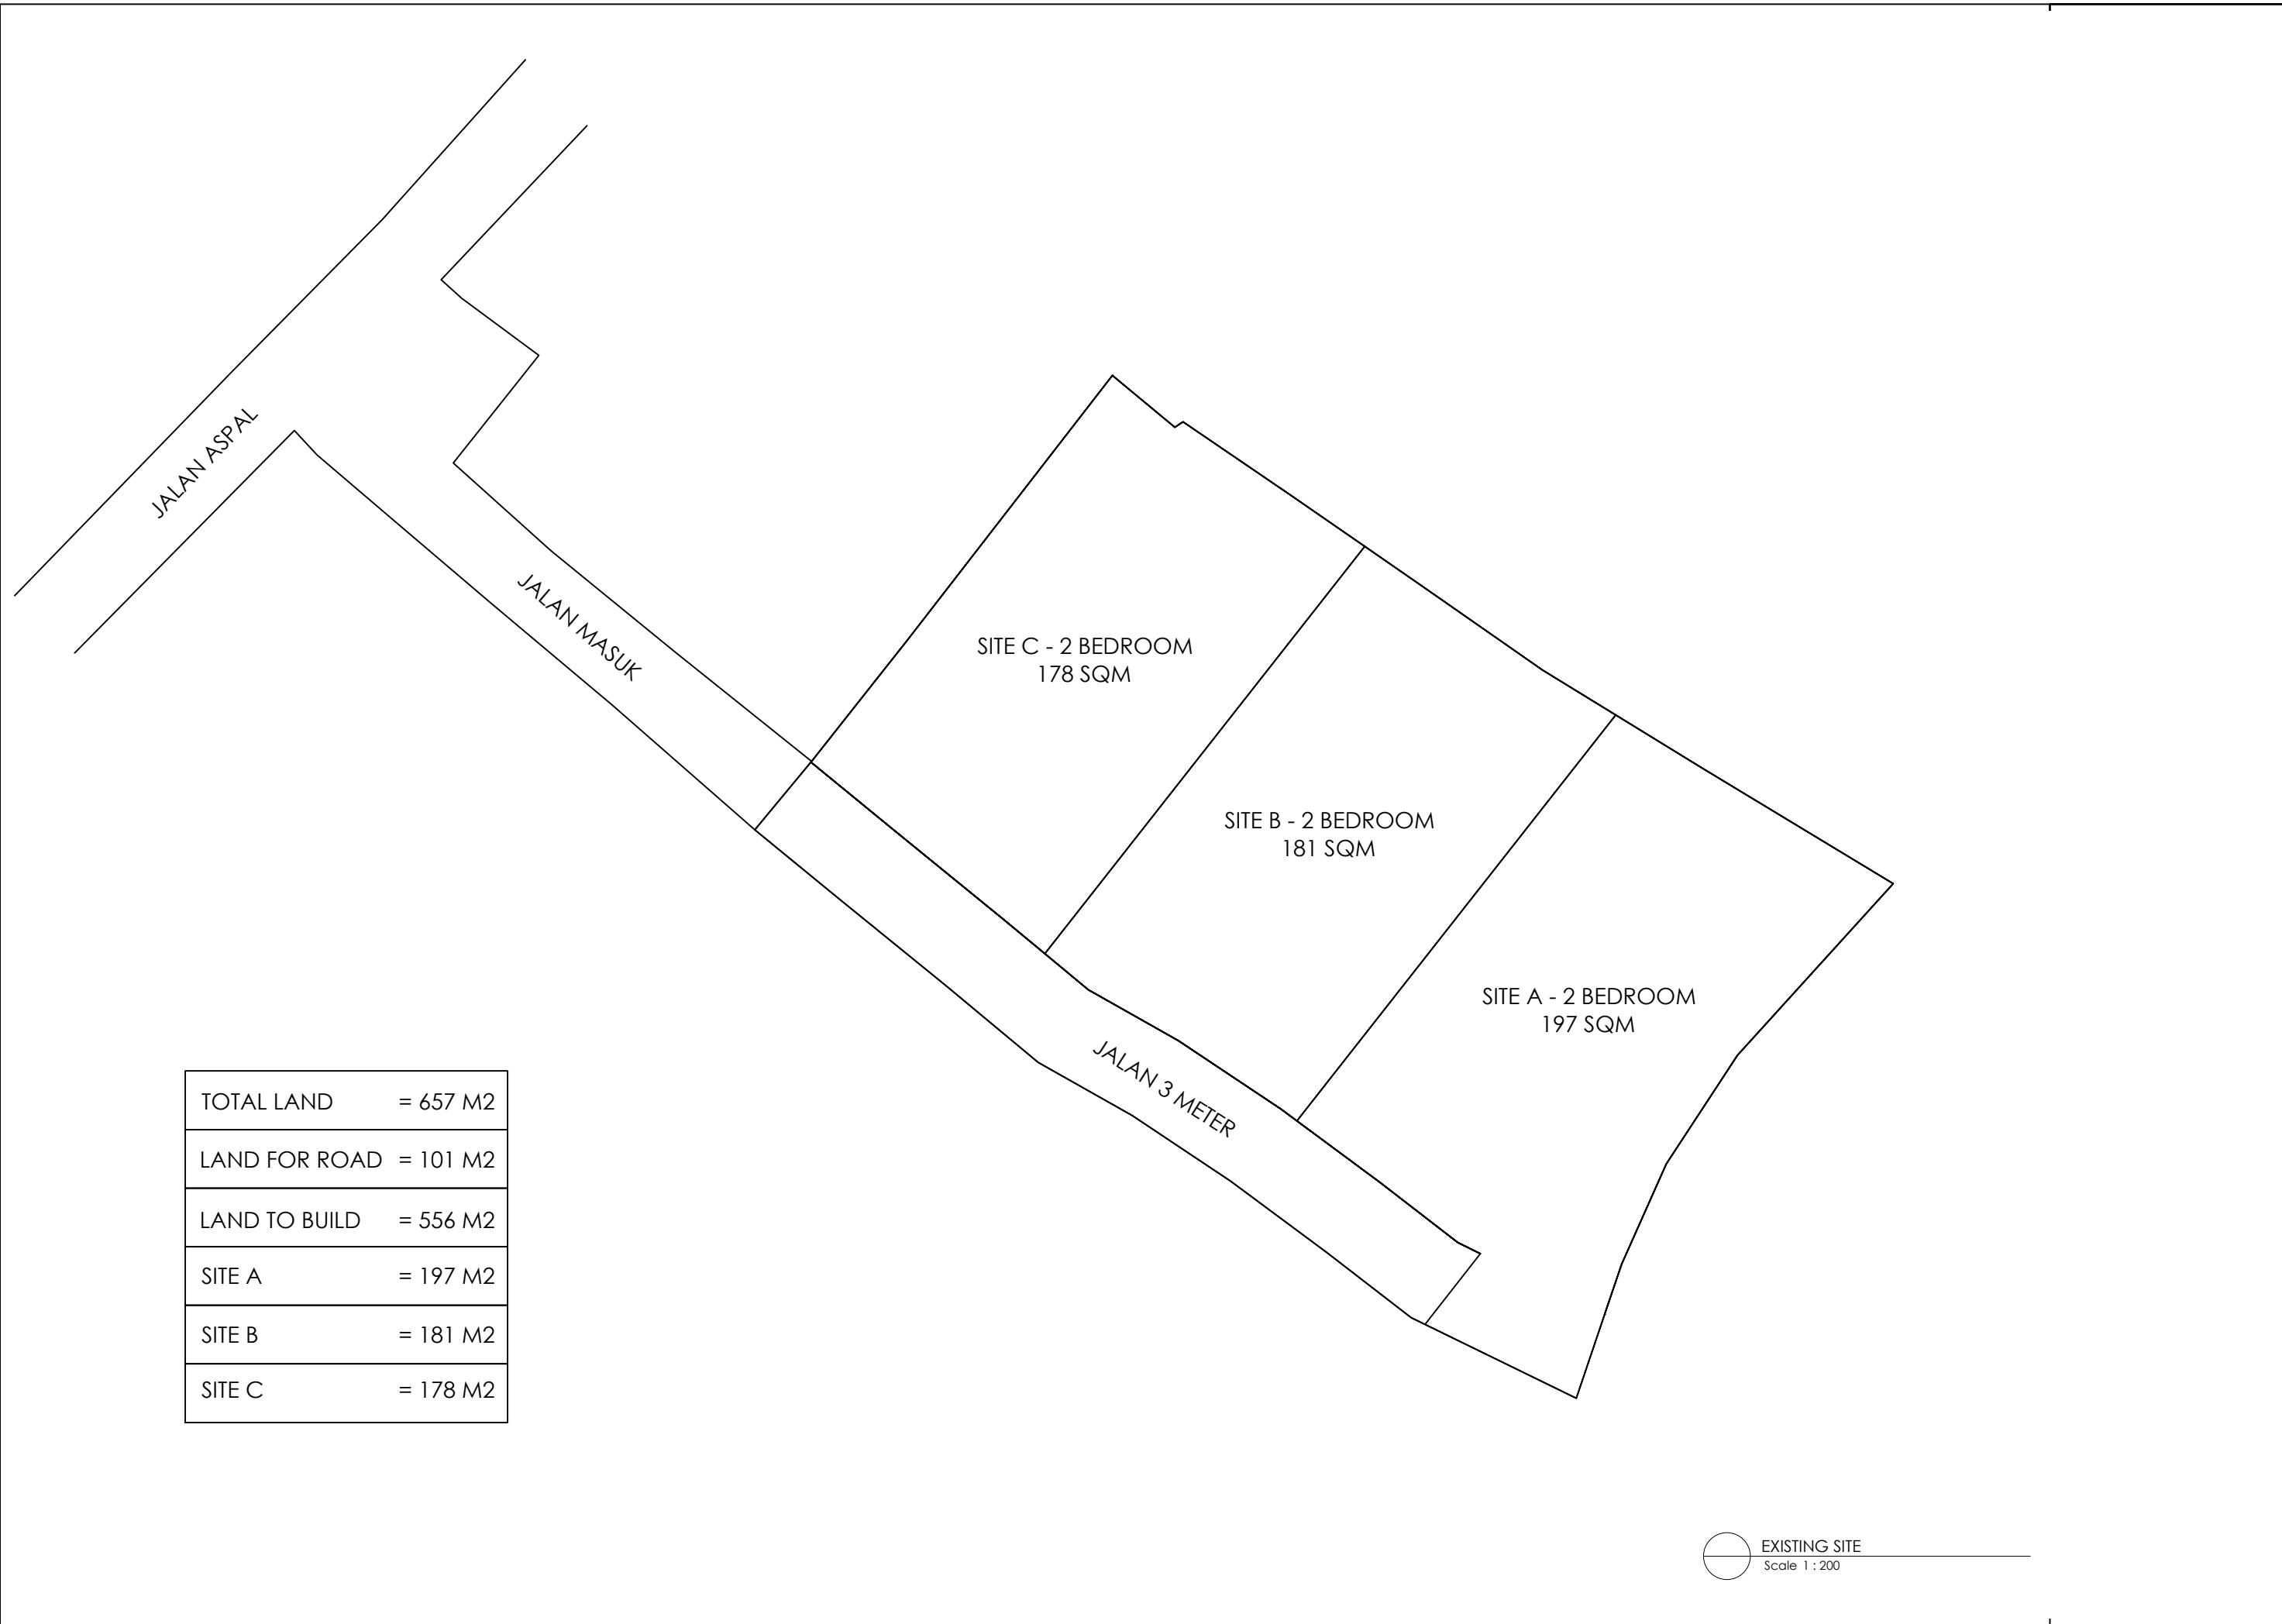 JALAN ASPAL
JALAN MASUK
SITE C - 2 BEDROOM
178 SQM
SITE B - 2 BEDROOM
181 SQM
SITE A - 2 BEDROOM
197 SQM
JALAN 3 METER
TOTAL LAND = 657 M2
LAND FOR ROAD = 101 M2
LAND TO BUILD = 556 M2
SITE A = 197 M2
SITE B = 181 M2
SITE C = 178 M2
EXISTING SITE
Scale 1 : 200